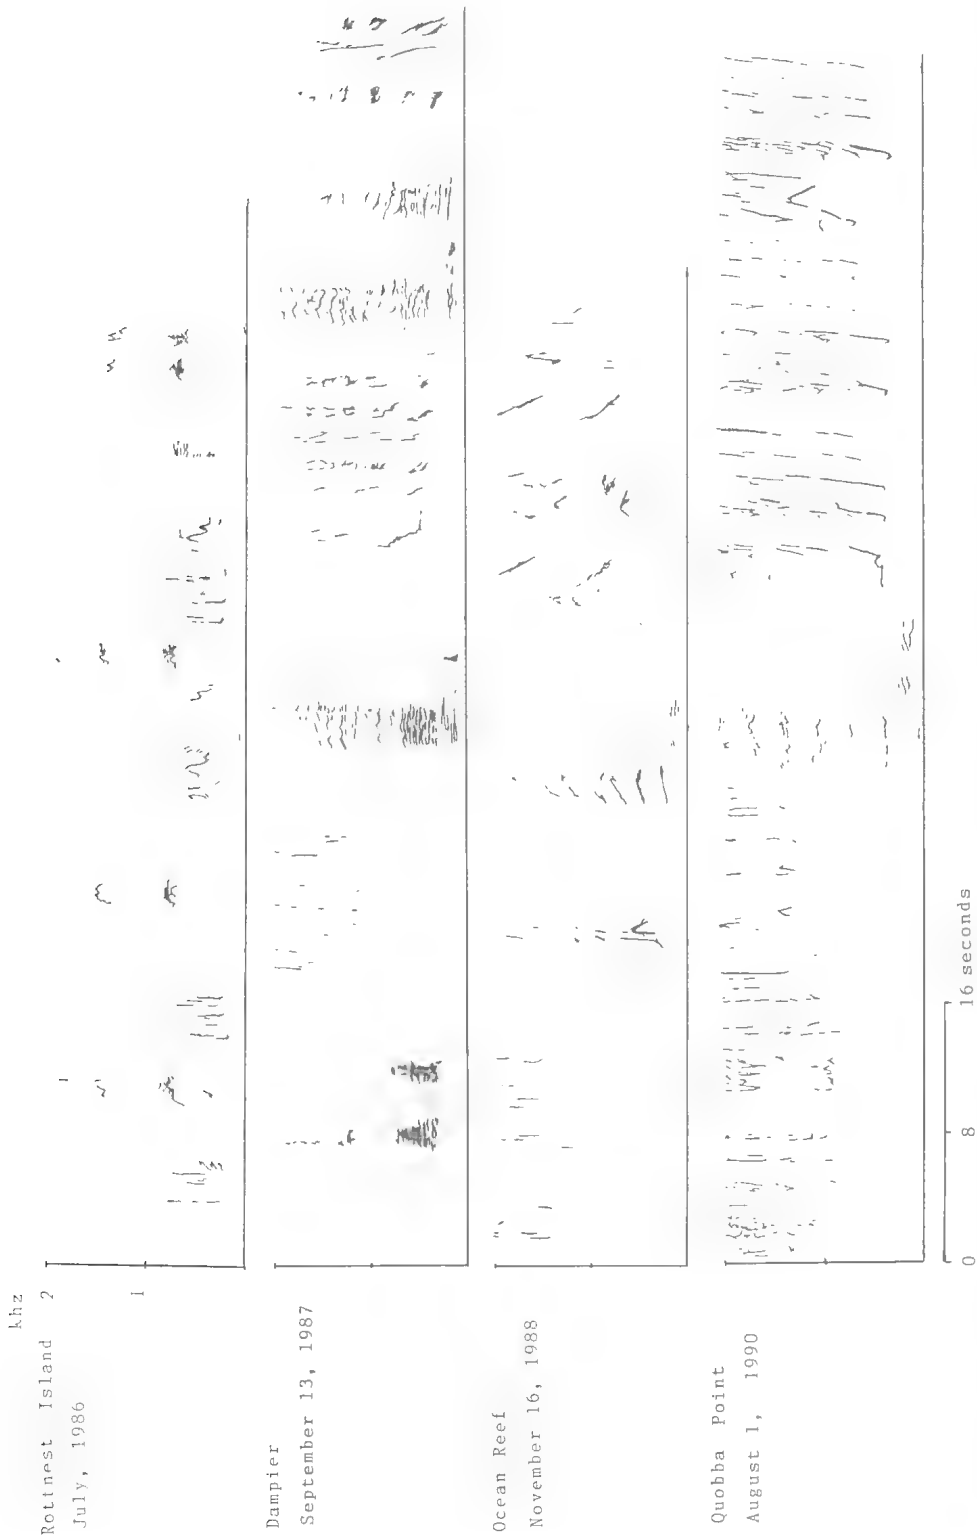 khz
Rottnest Island
July, 1986
2
1
Dampier
September 13, 1987
Ocean Reef
November 16, 1988
Quobba Point
August 1, 1990
0
8
16 seconds